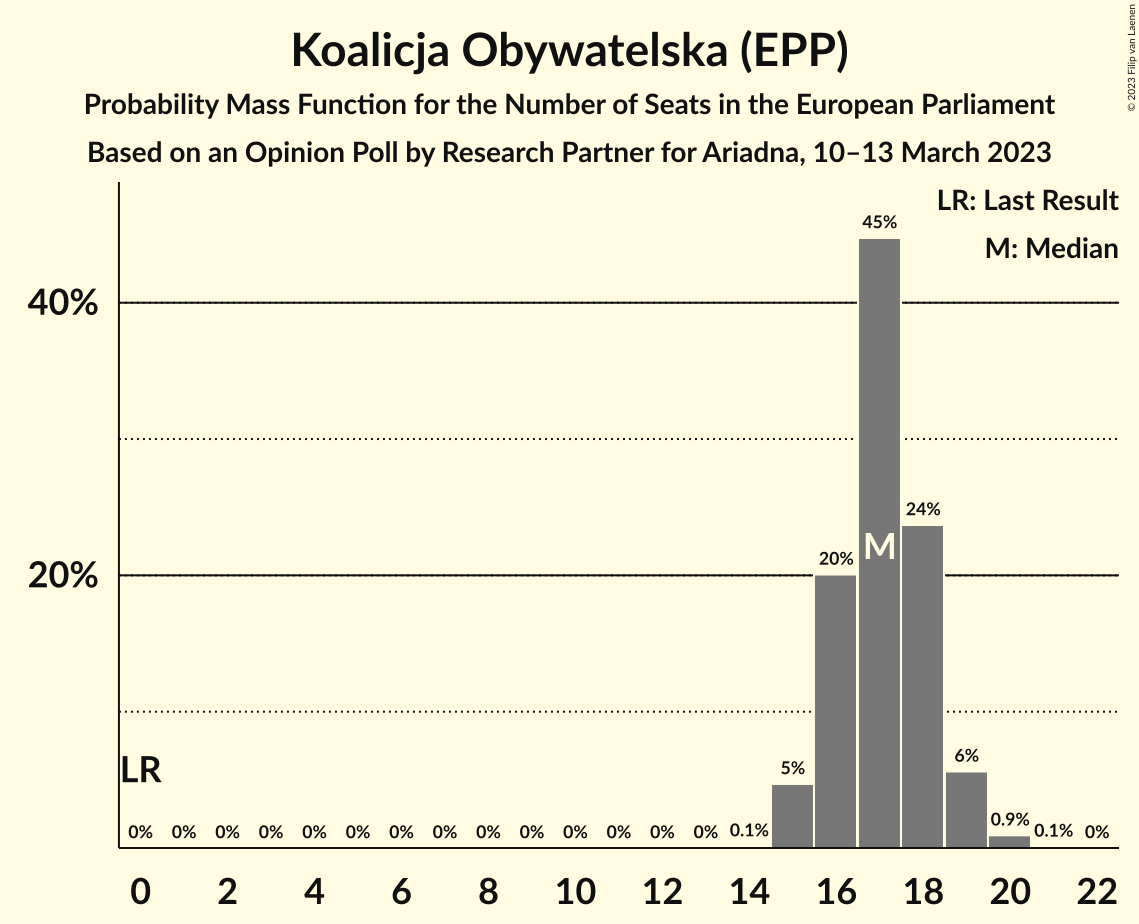 Koalicja Obywatelska (EPP)
Probability Mass Function for the Number of Seats in the European Parliament
Based on an Opinion Poll by Research Partner for Ariadna, 10–13 March 2023
© 2023 Filip van Laenen
LR: Last Result
M: Median
45%
40%
24%
M
20%
20%
6%
5%
LR
0% 0% 0% 0% 0% 0% 0% 0% 0% 0% 0% 0% 0% 0% 0.1% 0.9% 0.1% 0%
0 2 4 6 8 10 12 14 16 18 20 22